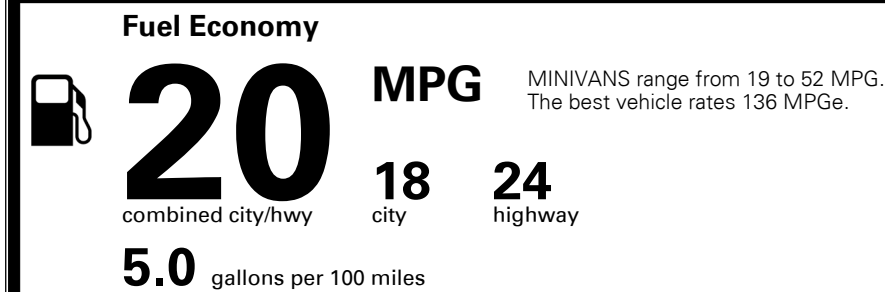 Fuel Economy
20
MPG
MINIVANS range from 19 to 52 MPG.
The best vehicle rates 136 MPGe.
18
24
combined city/hwy
city
highway
5.0 gallons per 100 miles